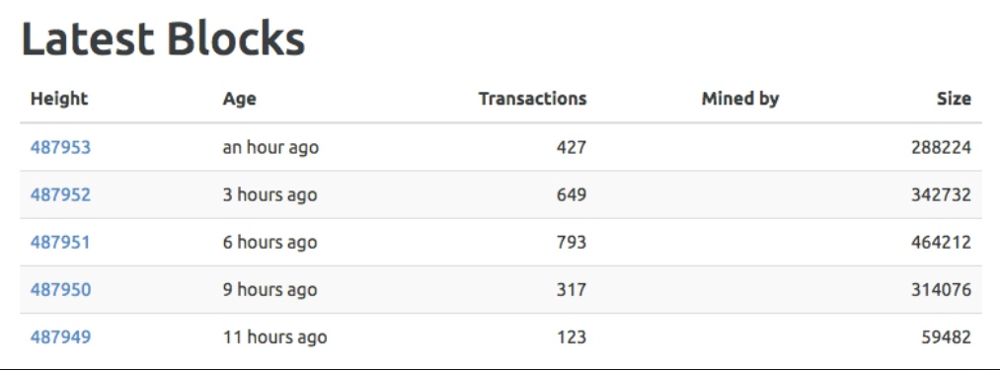 Latest Blocks
Height Age Transactions Mined by Size
487953 an hour ago 427 288224
487952 3 hours ago 649 342732
487951 6 hours ago 793 464212
487950 9 hours ago 317 314076
487949 11 hours ago 123 59482